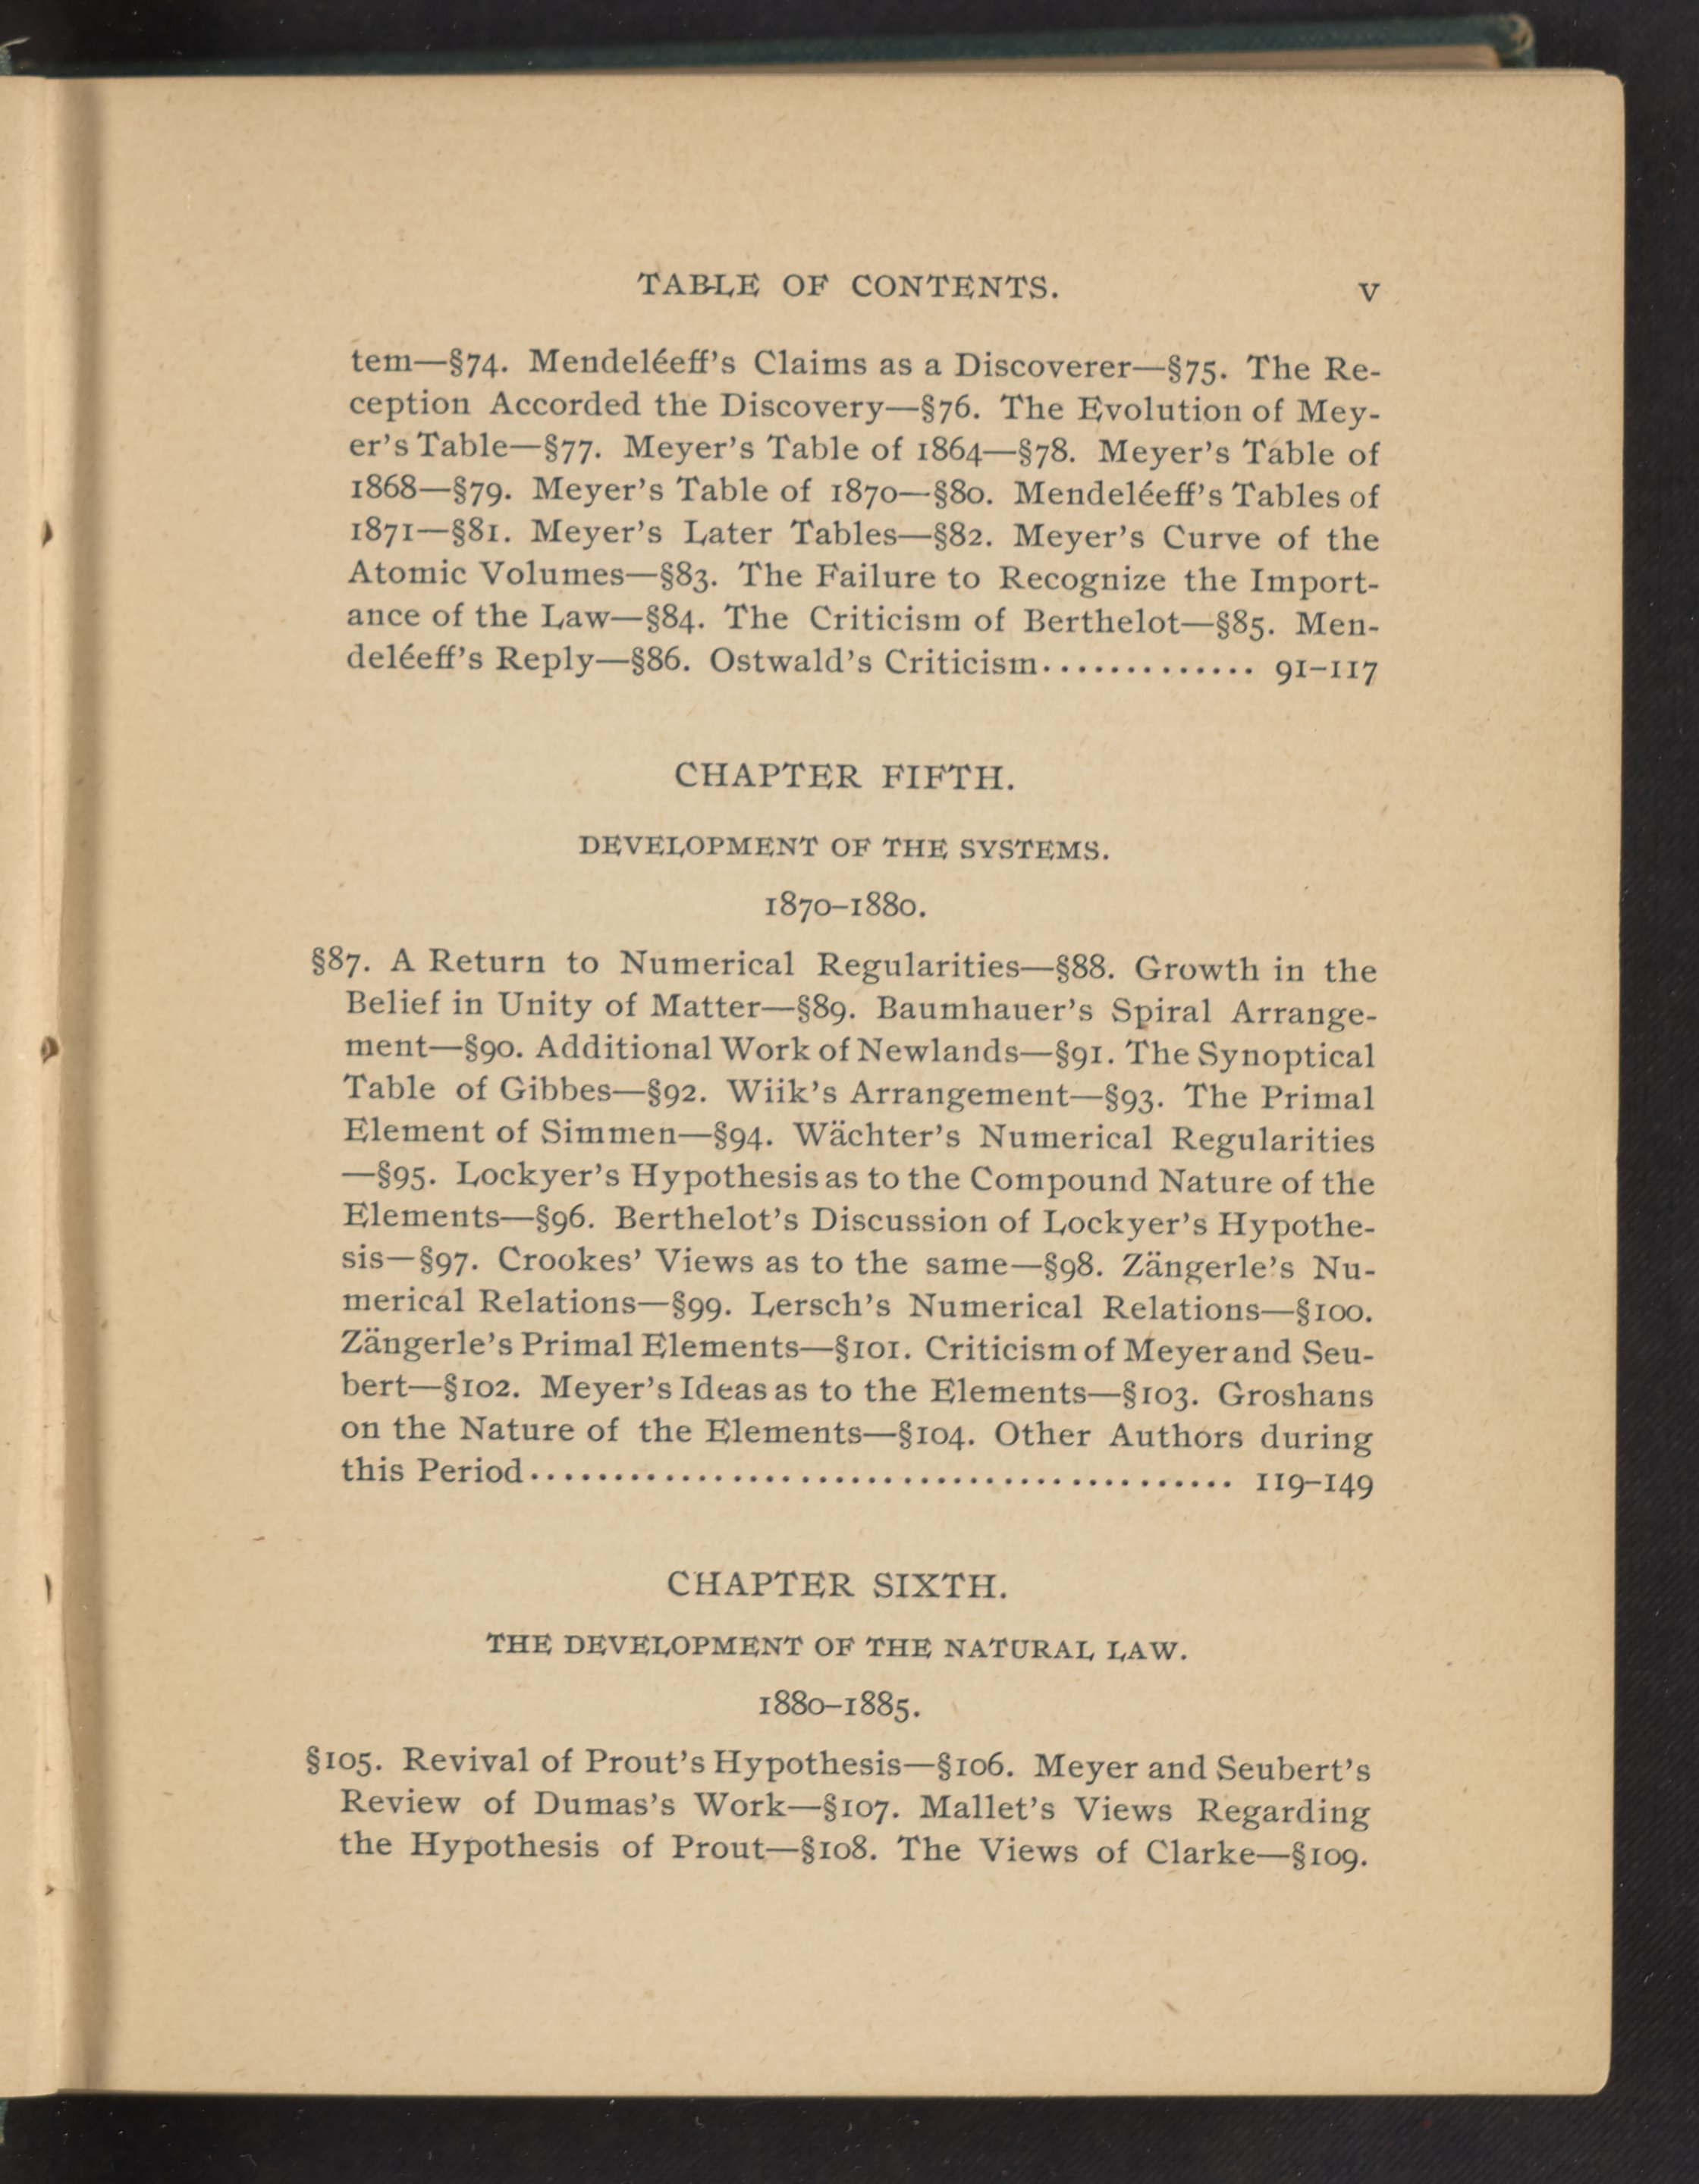 TABLE OF CONTENTS. v
tem—§74. Mendeléeff's Claims as a Discoverer—§75. The Re-
ception Accorded the Discovery—§76. The Evolution of Mey-
er's Table—§77. Meyer's Table of 1864—§78. Meyer's Table of
1868—§79. Meyer's Table of 1870—§80. Mendeléeff's Tables of
1871—§81. Meyer's Later Tables—§82. Meyer's Curve of the
Atomic Volumes—§83. The Failure to Recognize the Import-
ance of the Law—§84. The Criticism of Berthelot—§85. Men-
deléeff's Reply—§86. Ostwald's Criticism............. 91–117
CHAPTER FIFTH.
DEVELOPMENT OF THE SYSTEMS.
1870–1880.
§87. A Return to Numerical Regularities—§88. Growth in the
Belief in Unity of Matter—§89. Baumhauer's Spiral Arrange-
ment—§90. Additional Work of Newlands—§91. The Synoptical
Table of Gibbes—§92. Wiik's Arrangement—§93. The Primal
Element of Simmen—§94. Wächter's Numerical Regularities
—§95. Lockyer's Hypothesis as to the Compound Nature of the
Elements—§96. Berthelot's Discussion of Lockyer's Hypothe-
sis—§97. Crookes' Views as to the same—§98. Zängerle's Nu-
merical Relations—§99. Lersch's Numerical Relations—§100.
Zängerle's Primal Elements—§101. Criticism of Meyer and Seu-
bert—§102. Meyer's Ideas as to the Elements—§103. Groshans
on the Nature of the Elements—§104. Other Authors during
this Period......................................... 119–149
CHAPTER SIXTH.
THE DEVELOPMENT OF THE NATURAL LAW.
1880–1885.
§105. Revival of Prout's Hypothesis—§106. Meyer and Seubert's
Review of Dumas's Work—§107. Mallet's Views Regarding
the Hypothesis of Prout—§108. The Views of Clarke—§109.